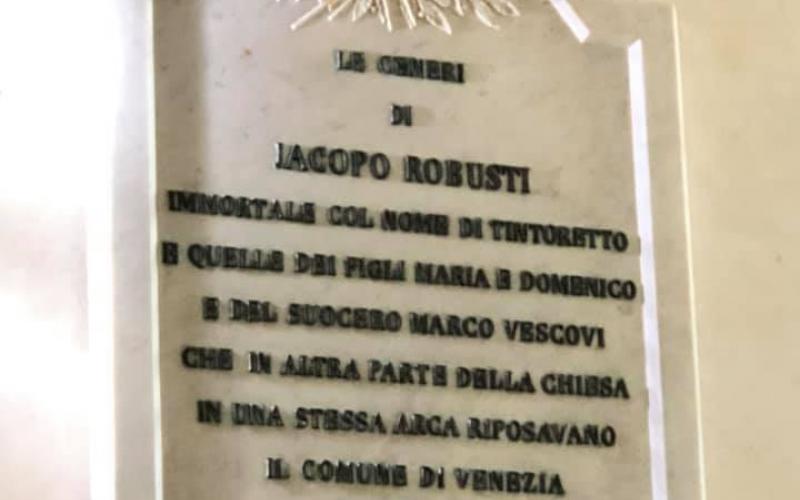 LE CENERI
DI
JACOPO ROBUSTI
IMMORTALE COL NOME DI TINTORETTO
E QUELLE DEI FIGLI MARIA E DOMENICO
E DEL SUOCERO MARCO VESCOVI
CHE IN ALTRA PARTE DELLA CHIESA
IN UNA STESSA ARCA RIPOSAVANO
IL COMUNE DI VENEZIA